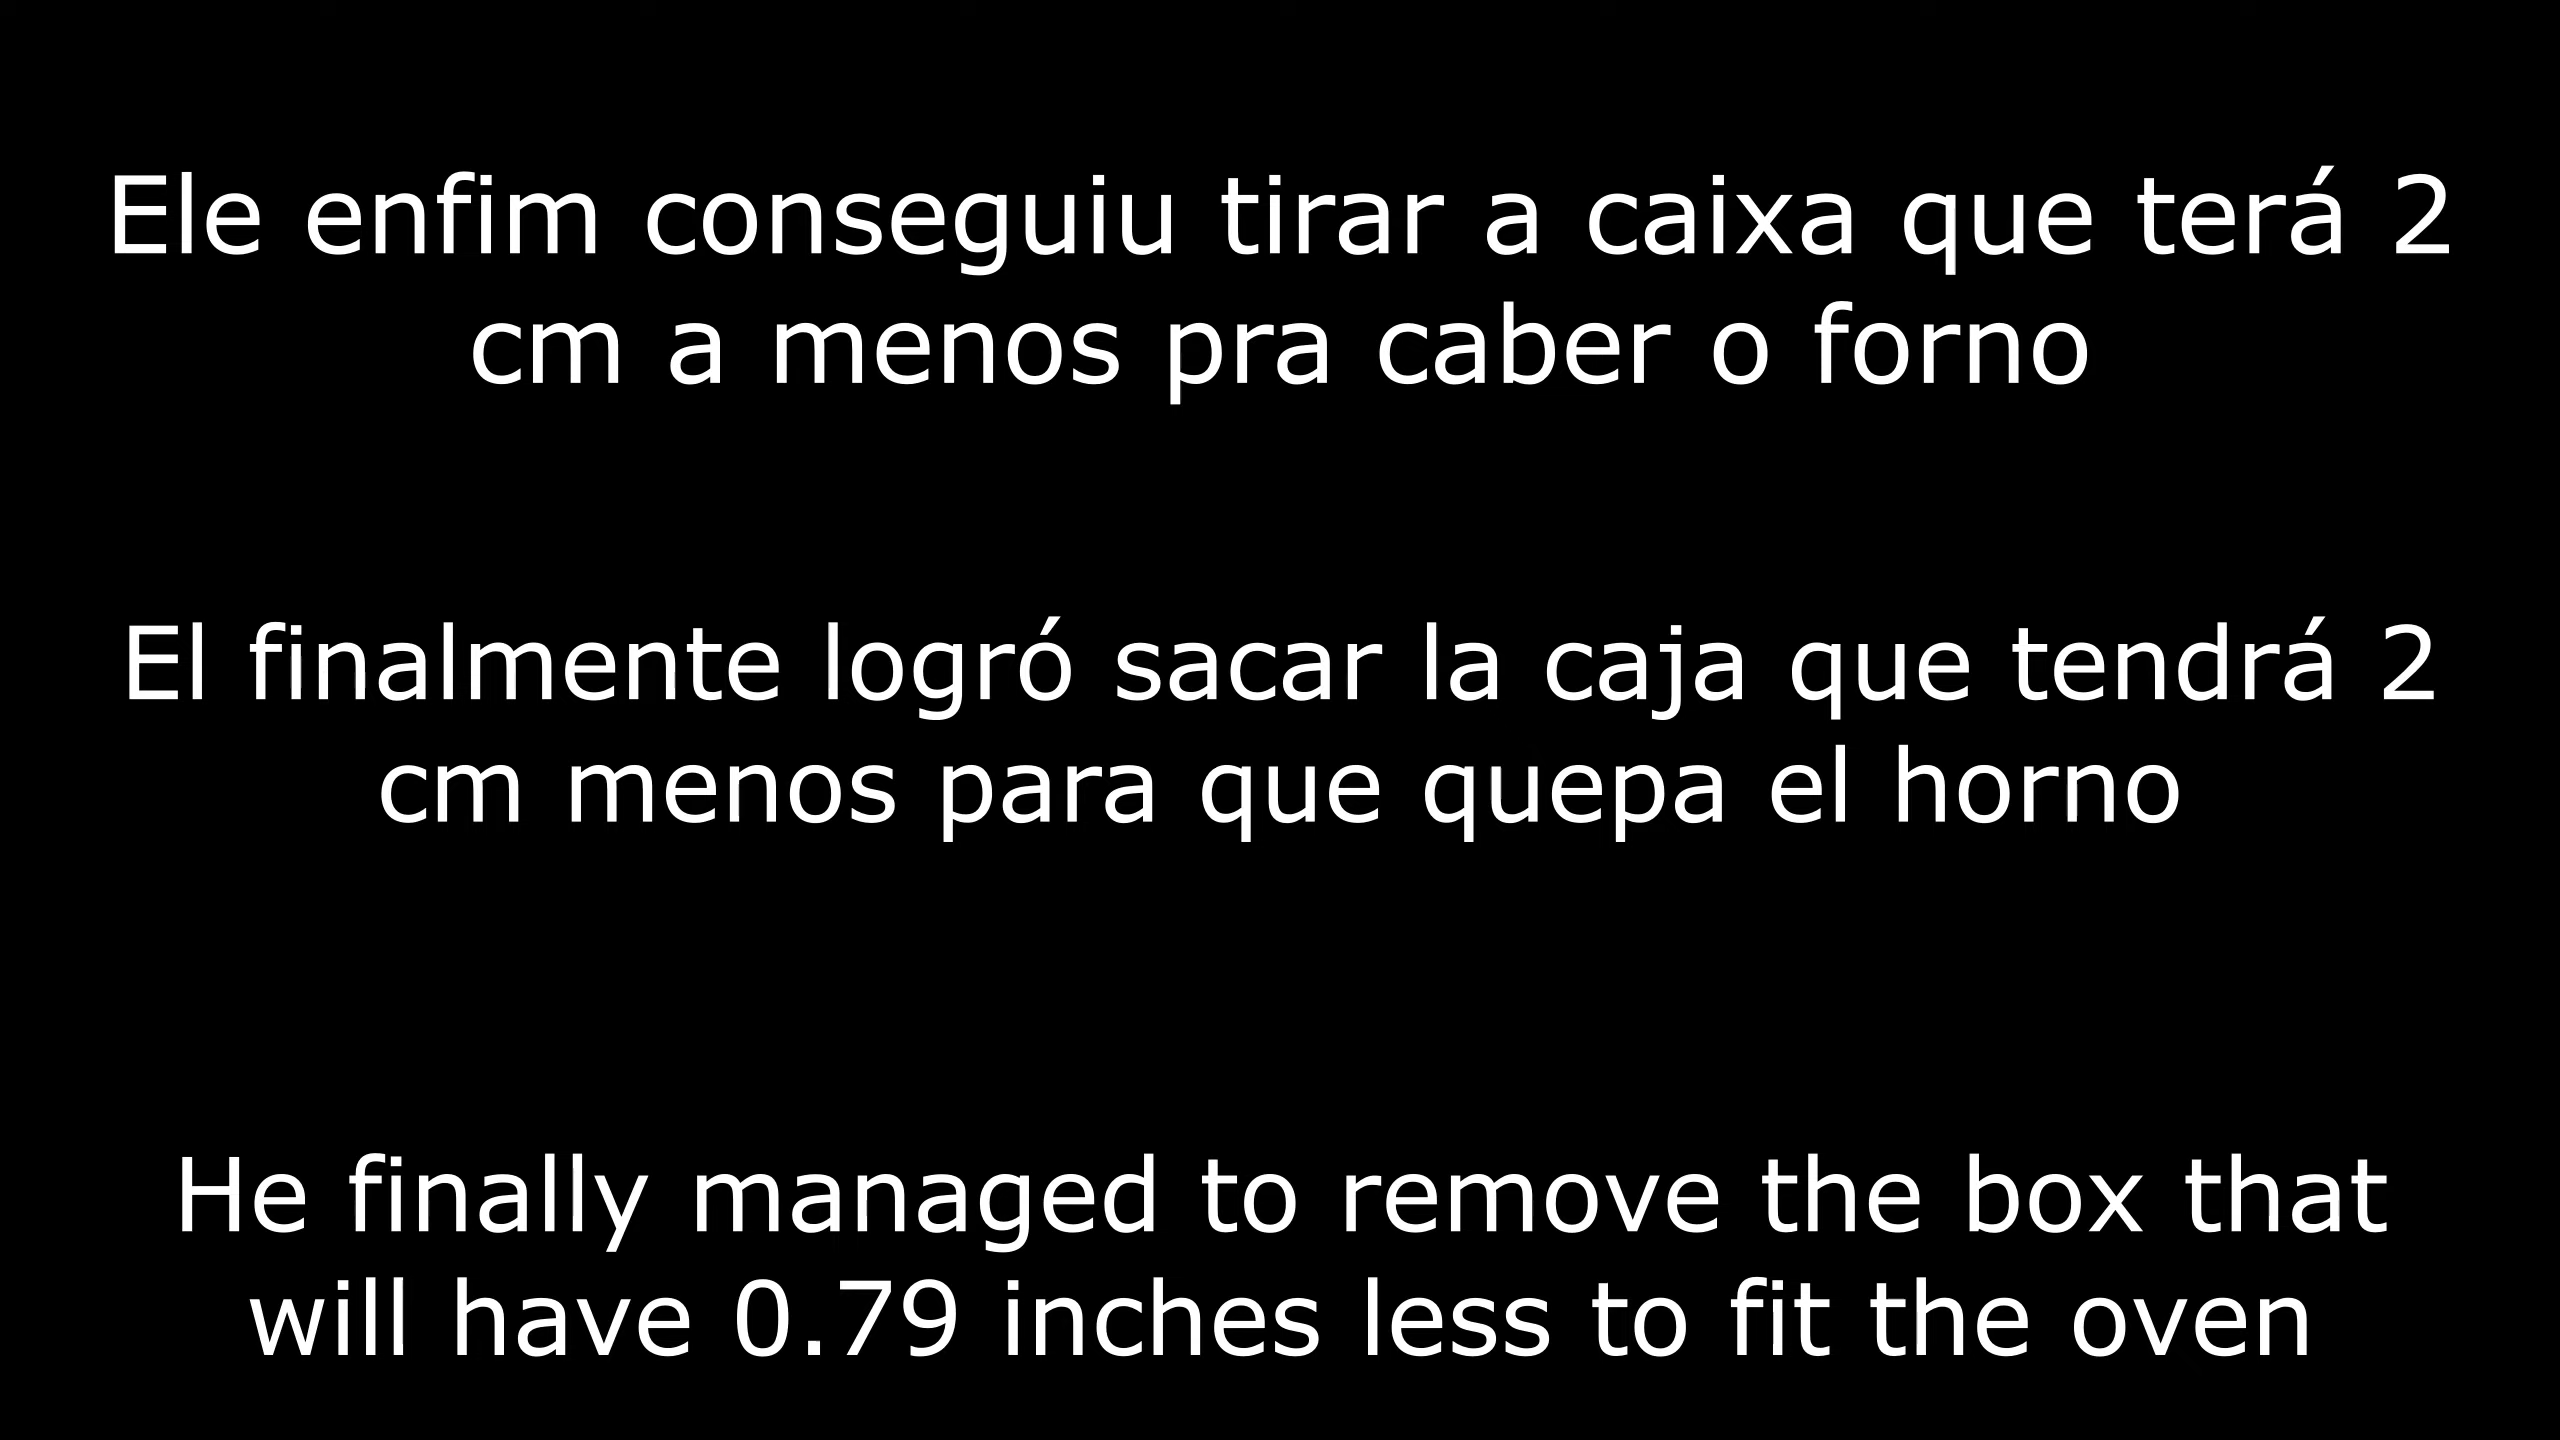 Ele enfim conseguiu tirar a caixa que terá 2
cm a menos pra caber o forno
El finalmente logró sacar la caja que tendrá 2
cm menos para que quepa el horno
He finally managed to remove the box that
will have 0.79 inches less to fit the oven